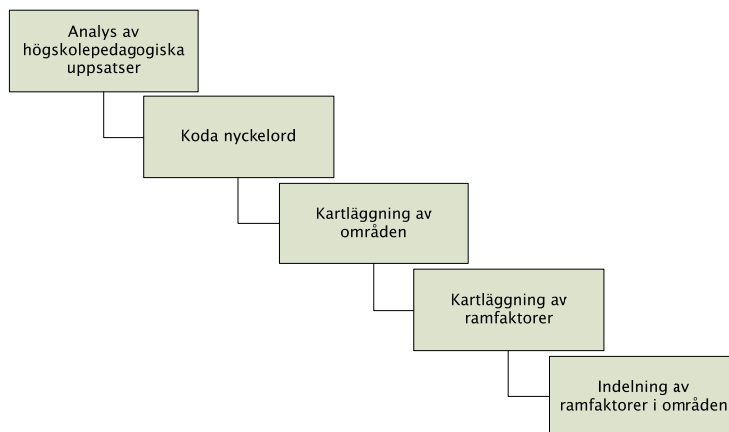 Analys av
högskolepedagogiska
uppsatser
Koda nyckelord
Kartläggning av
områden
Kartläggning av
ramfaktorer
Indelning av
ramfaktorer i områden